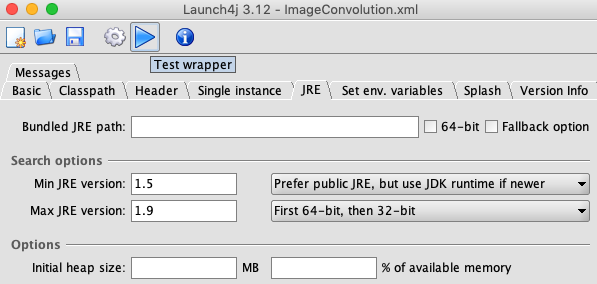 Launch4j 3.12 - ImageConvolution.xml
Test wrapper
Messages
Basic Classpath Header Single instance JRE Set env. variables Splash Version Info
Bundled JRE path: 64-bit Fallback option
Search options
Min JRE version: 1.5 Prefer public JRE, but use JDK runtime if newer
Max JRE version: 1.9 First 64-bit, then 32-bit
Options
Initial heap size: MB % of available memory